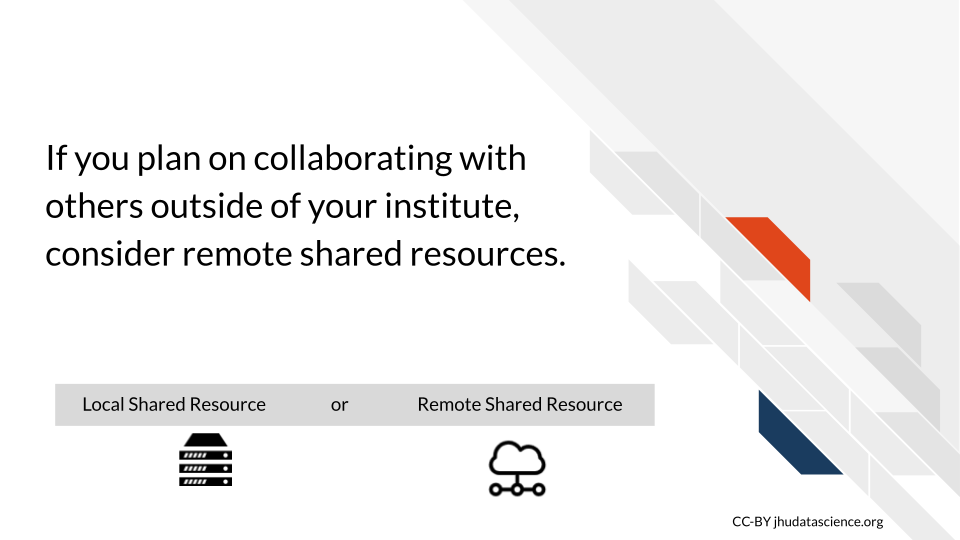 If you plan on collaborating with
others outside of your institute,
consider remote shared resources.
Local Shared Resource or Remote Shared Resource
CC-BY jhudatascience.org